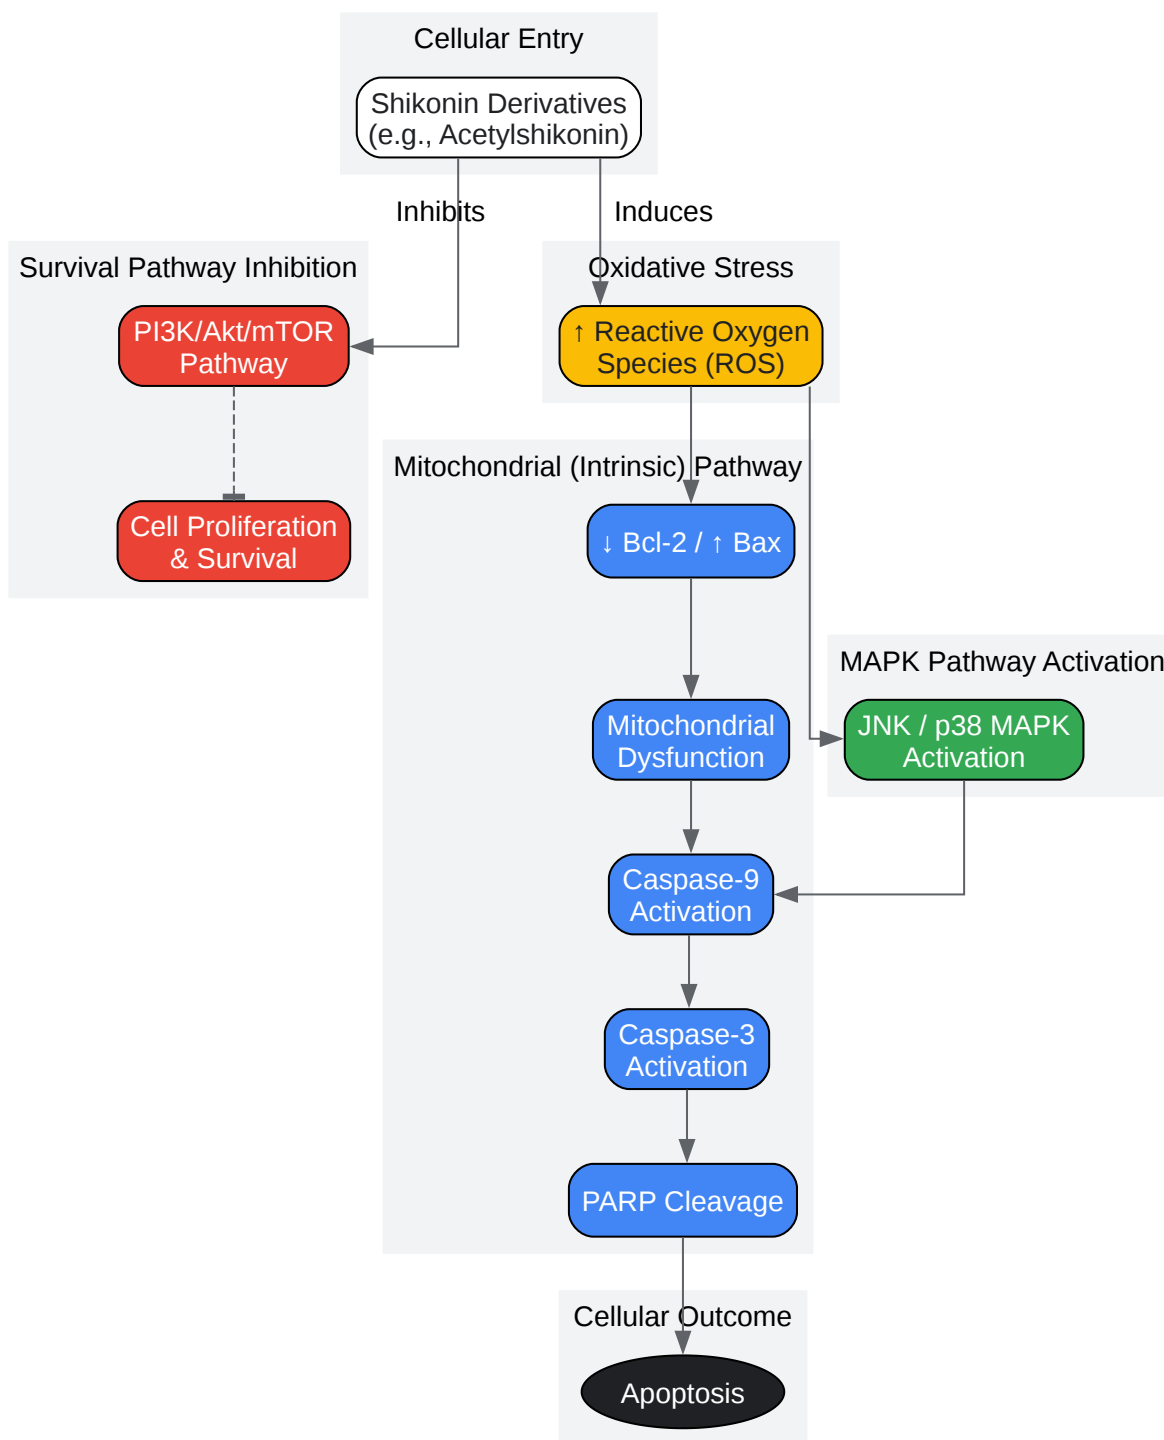 Cellular Entry
Shikonin Derivatives
(e.g., Acetylshikonin)
Inhibits
Induces
Survival Pathway Inhibition
PI3K/Akt/mTOR
Pathway
Cell Proliferation
& Survival
Oxidative Stress
↑ Reactive Oxygen
Species (ROS)
Mitochondrial (Intrinsic) Pathway
↓ Bcl-2 / ↑ Bax
Mitochondrial
Dysfunction
MAPK Pathway Activation
JNK / p38 MAPK
Activation
Caspase-9
Activation
Caspase-3
Activation
PARP Cleavage
Cellular Outcome
Apoptosis